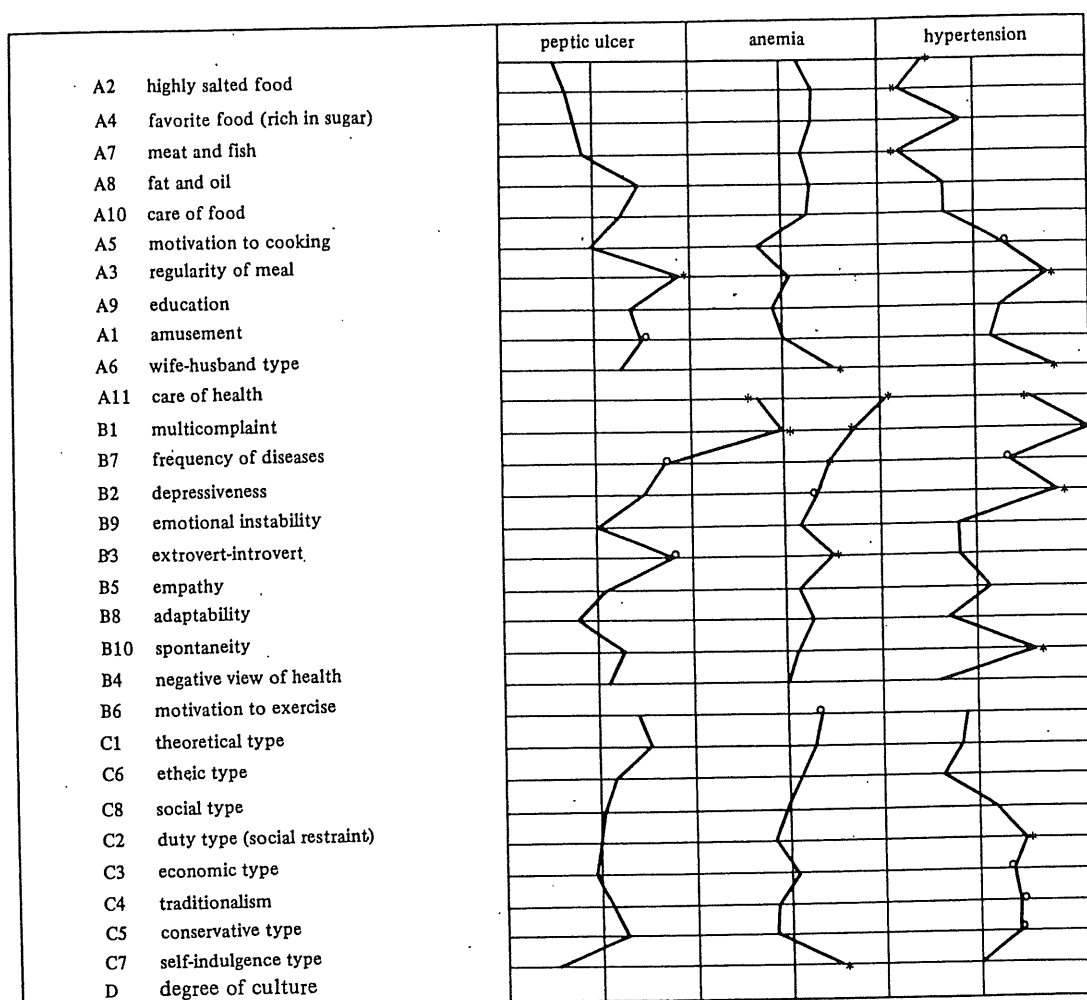 peptic ulcer anemia hypertension
A2 highly salted food
A4 favorite food (rich in sugar)
A7 meat and fish
A8 fat and oil
A10 care of food
A5 motivation to cooking
A3 regularity of meal
A9 education
A1 amusement
A6 wife-husband type
A11 care of health
B1 multicomplaint
B7 frequency of diseases
B2 depressiveness
B9 emotional instability
B3 extrovert-introvert
B5 empathy
B8 adaptability
B10 spontaneity
B4 negative view of health
B6 motivation to exercise
C1 theoretical type
C6 etheic type
C8 social type
C2 duty type (social restraint)
C3 economic type
C4 traditionalism
C5 conservative type
C7 self-indulgence type
D degree of culture